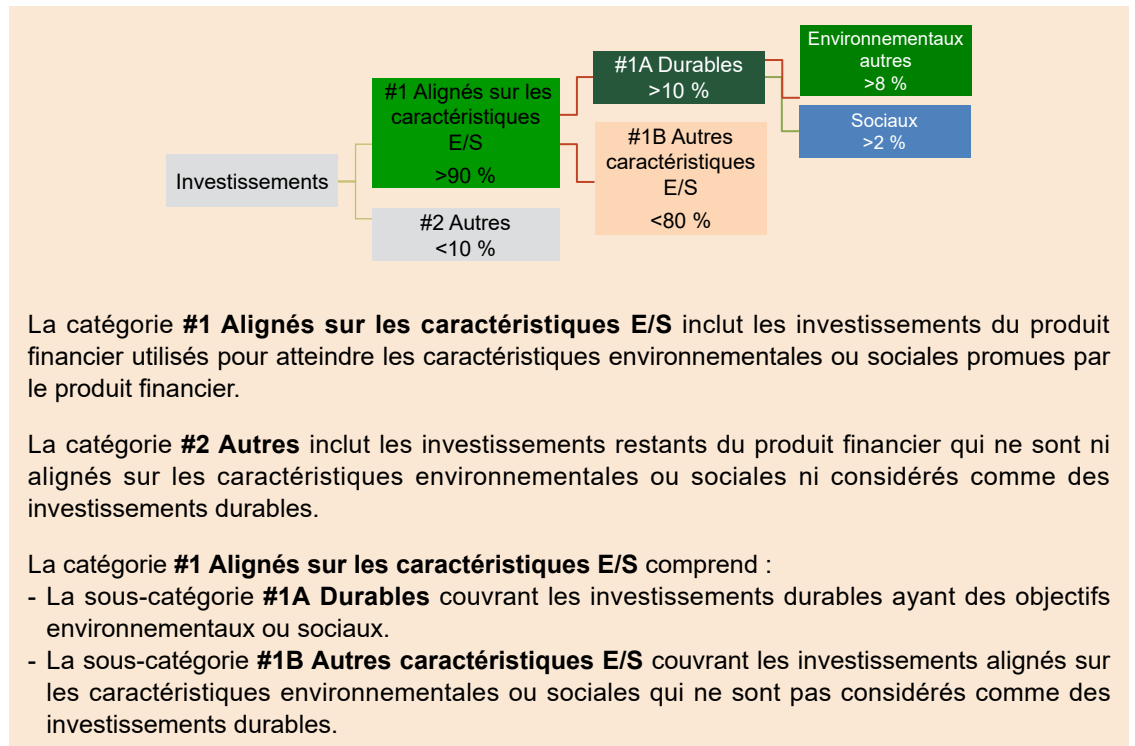 Environnementaux
autres
>8 %
#1A Durables
>10 %
#1 Alignés sur les
caractéristiques
E/S
>90 %
Sociaux
>2 %
#1B Autres
caractéristiques
E/S
<80 %
Investissements
#2 Autres
<10 %
La catégorie #1 Alignés sur les caractéristiques E/S inclut les investissements du produit
financier utilisés pour atteindre les caractéristiques environnementales ou sociales promues par
le produit financier.
La catégorie #2 Autres inclut les investissements restants du produit financier qui ne sont ni
alignés sur les caractéristiques environnementales ou sociales ni considérés comme des
investissements durables.
La catégorie #1 Alignés sur les caractéristiques E/S comprend :
- La sous-catégorie #1A Durables couvrant les investissements durables ayant des objectifs
environnementaux ou sociaux.
- La sous-catégorie #1B Autres caractéristiques E/S couvrant les investissements alignés sur
les caractéristiques environnementales ou sociales qui ne sont pas considérés comme des
investissements durables.